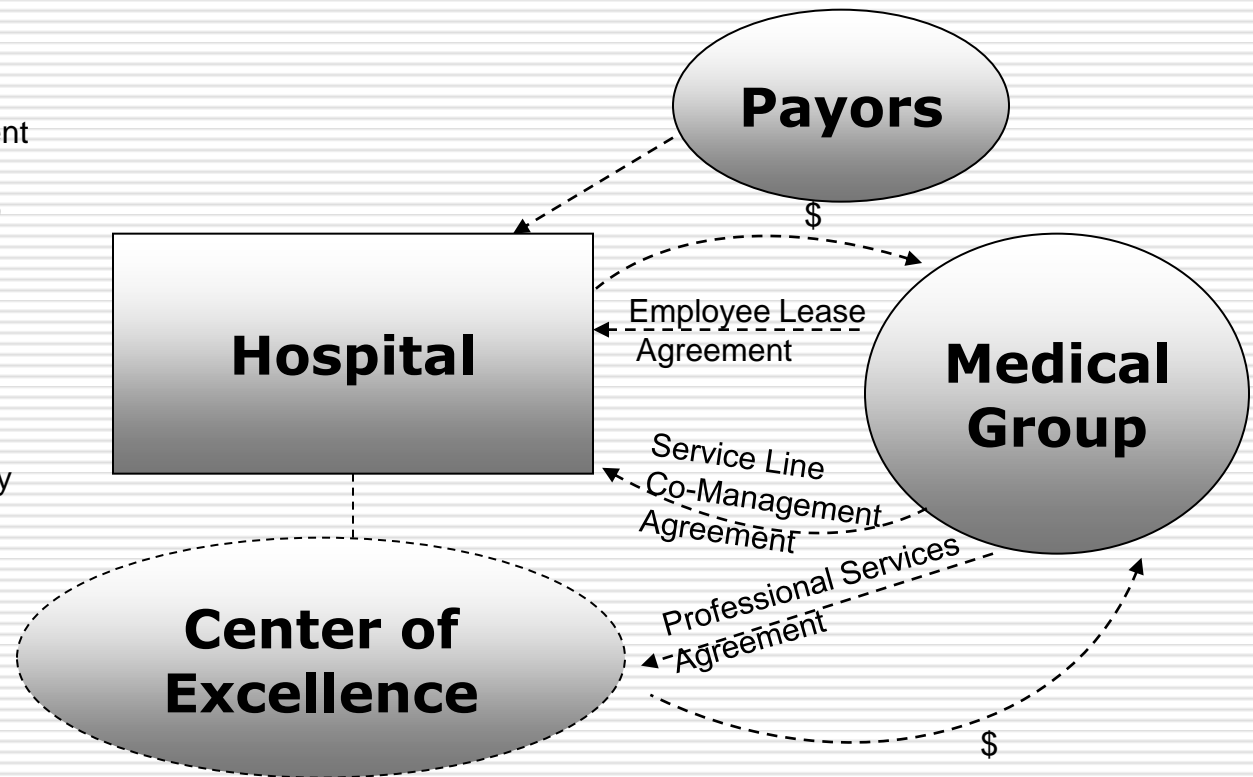 Payors
$
Hospital
Employee Lease
Agreement
Medical
Group
Service Line
Co-Management
Agreement
Professional Services
Agreement
Center of
Excellence
$